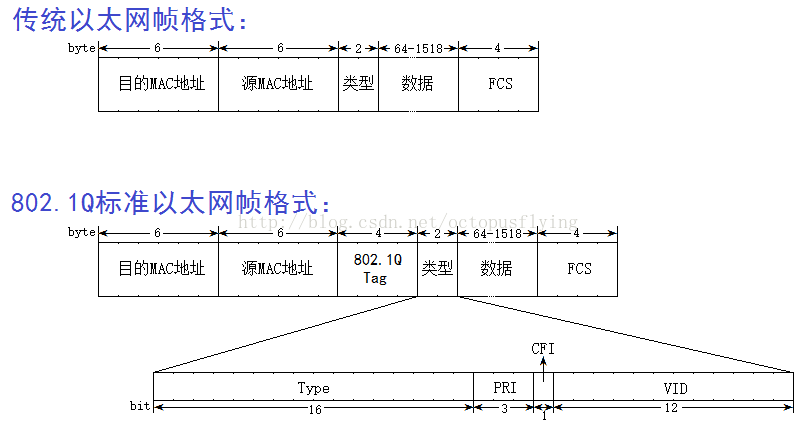 传统以太网帧格式：
byte 6 6 2 64-1518 4
目的MAC地址 源MAC地址 类型 数据 FCS
802.1Q标准以太网帧格式：
http://blog.csdn.net/octopusflying
byte 6 6 4 2 64-1518 4
目的MAC地址 源MAC地址 802.1Q Tag 类型 数据 FCS
CFI
Type PRI VID
bit 16 3 1 12